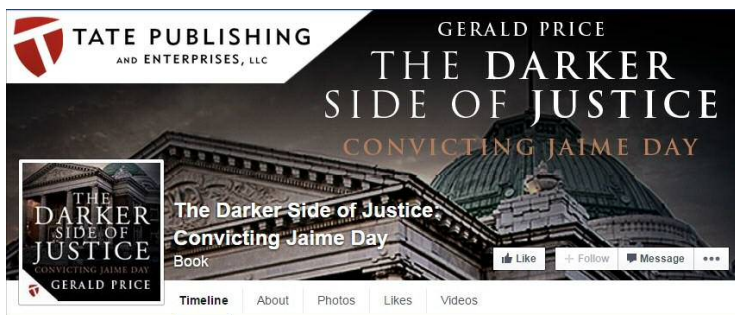 TATE PUBLISHING
AND ENTERPRISES, LLC
GERALD PRICE
THE DARKER
SIDE OF JUSTICE
CONVICTING JAIME DAY
THE
DARKER
SIDE OF
JUSTICE
CONVICTING JAIME DAY
GERALD PRICE
The Darker Side of Justice:
Convicting Jaime Day
Book
Like
+ Follow
Message
•••
Timeline About Photos Likes Videos